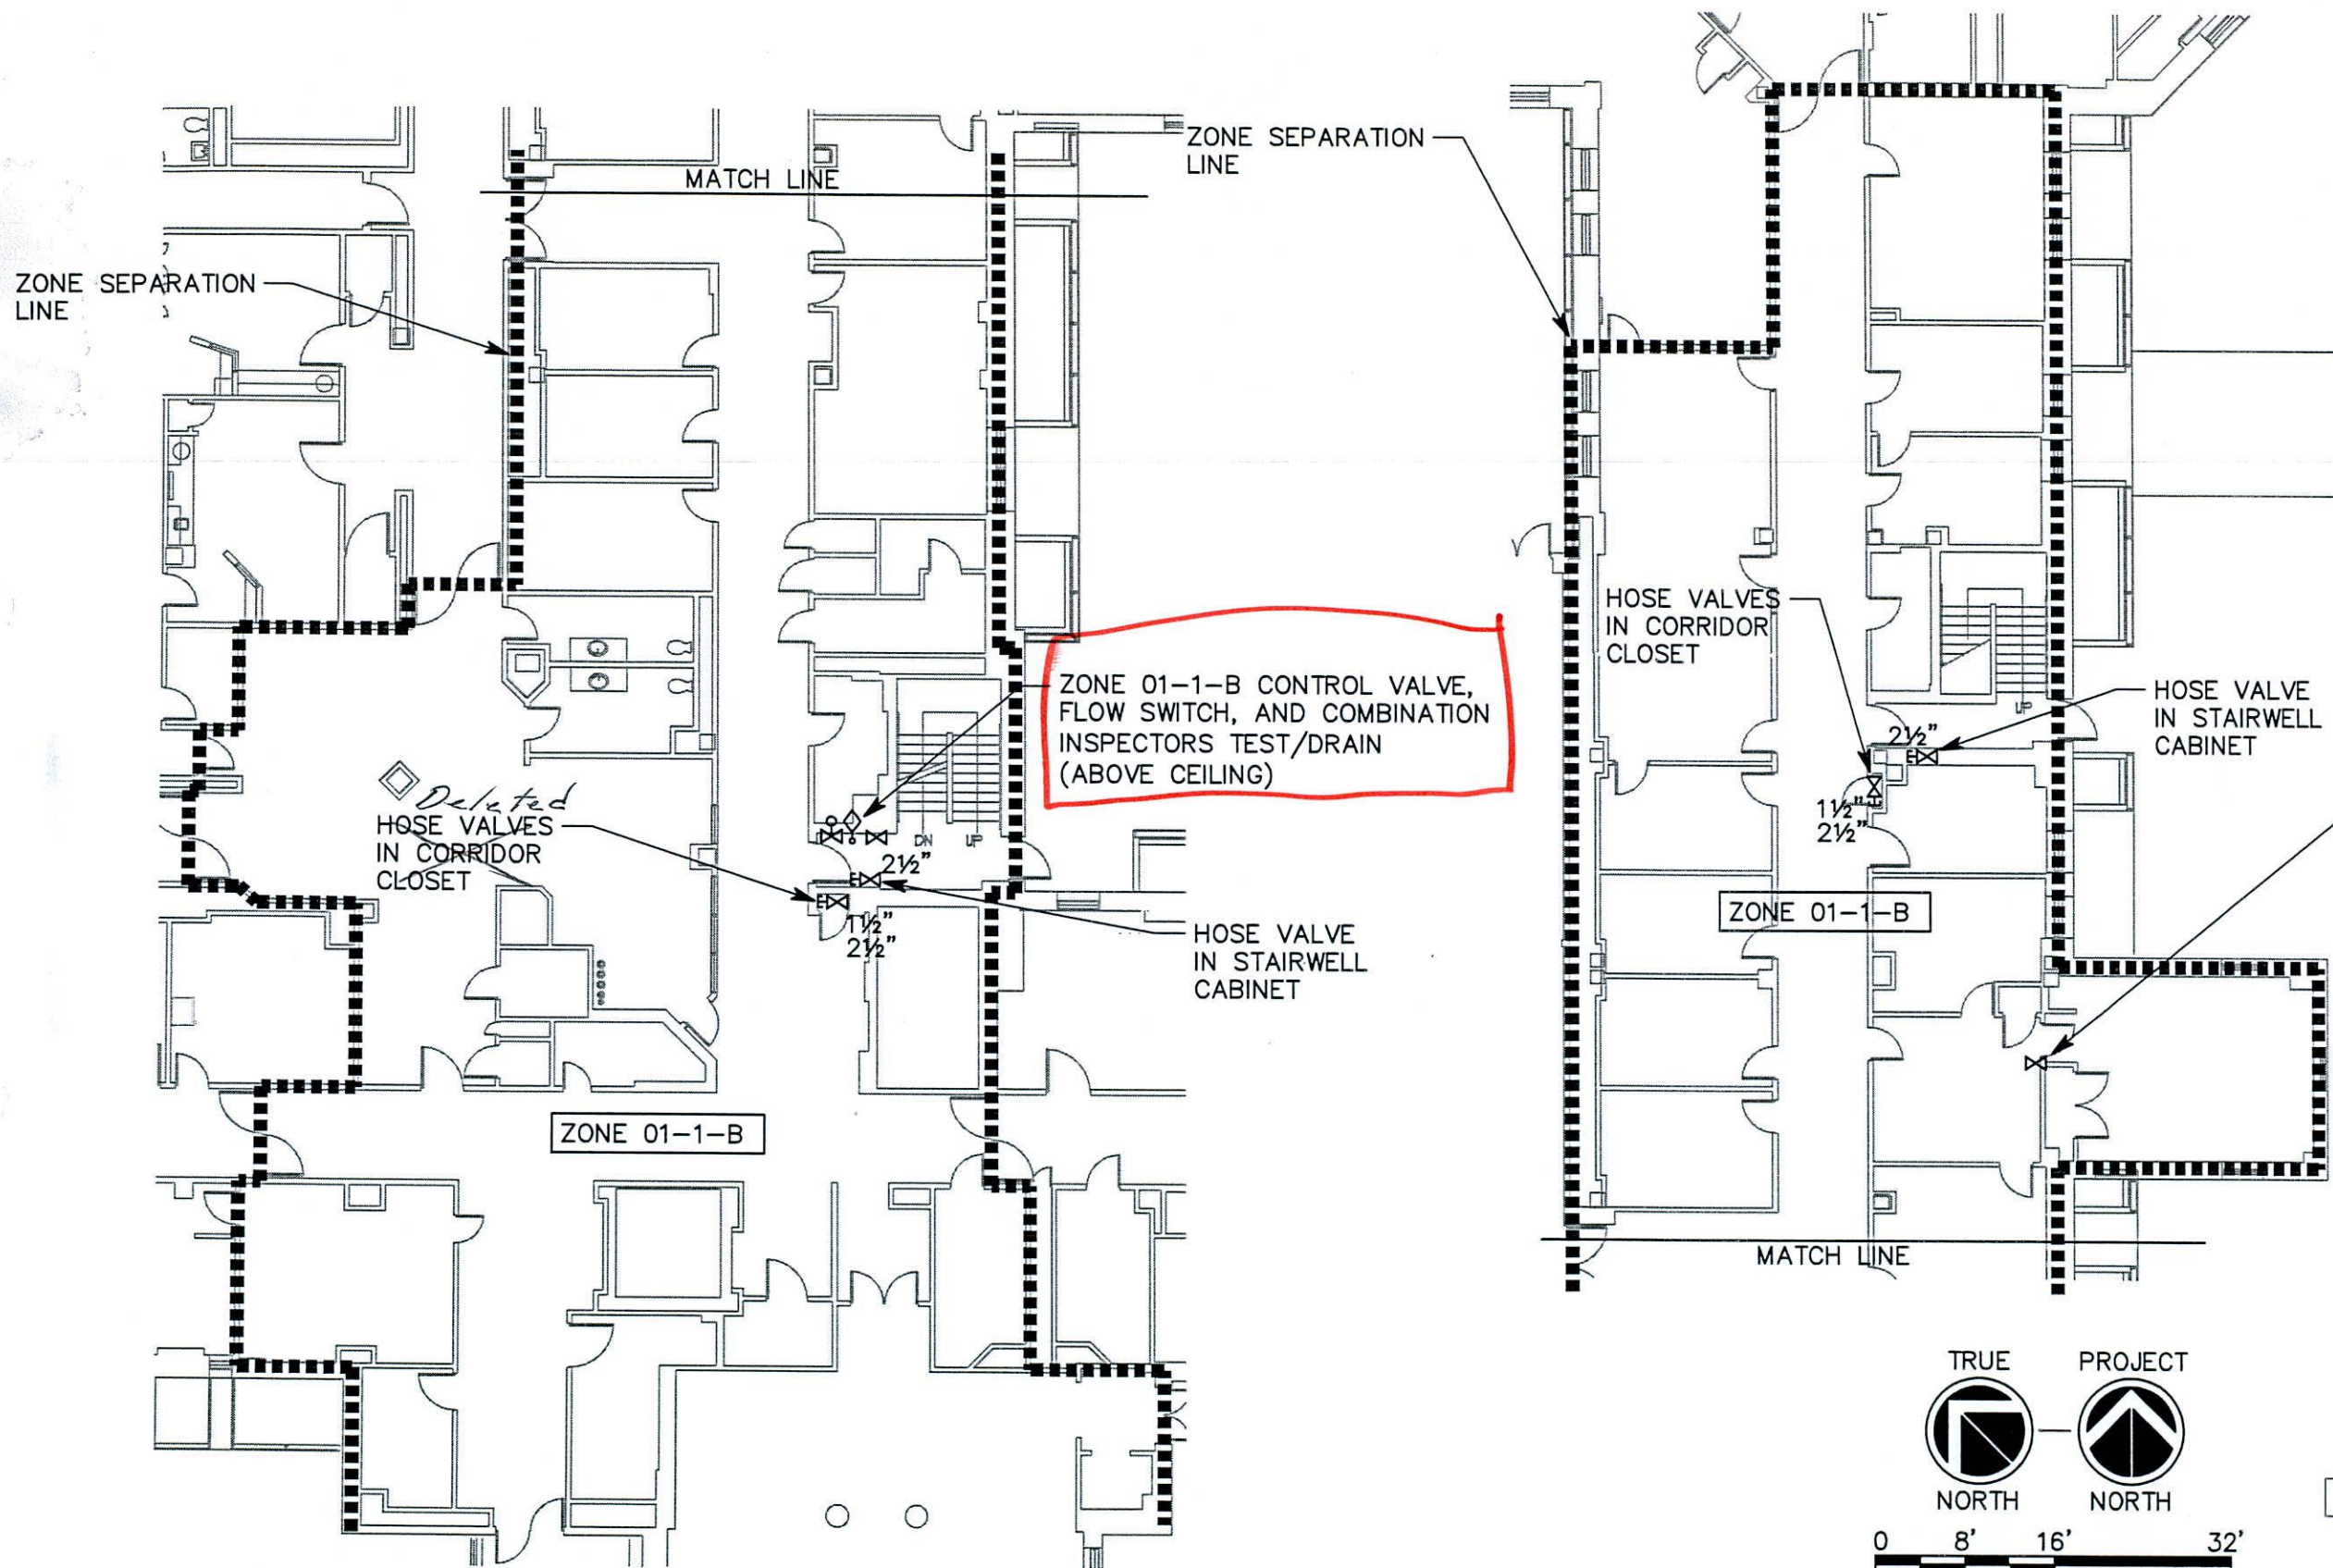 ZONE SEPARATION
LINE
MATCH LINE
ZONE SEPARATION
LINE
ZONE 01-1-B CONTROL VALVE,
FLOW SWITCH, AND COMBINATION
INSPECTORS TEST/DRAIN
(ABOVE CEILING)
Deleted
HOSE VALVES
IN CORRIDOR
CLOSET
DN
UP
2½"
1½"
2½"
HOSE VALVE
IN STAIRWELL
CABINET
ZONE 01-1-B
HOSE VALVES
IN CORRIDOR
CLOSET
UP
HOSE VALVE
IN STAIRWELL
CABINET
2½"
1½"
2½"
ZONE 01-1-B
MATCH LINE
TRUE
NORTH
PROJECT
NORTH
0 8' 16' 32'